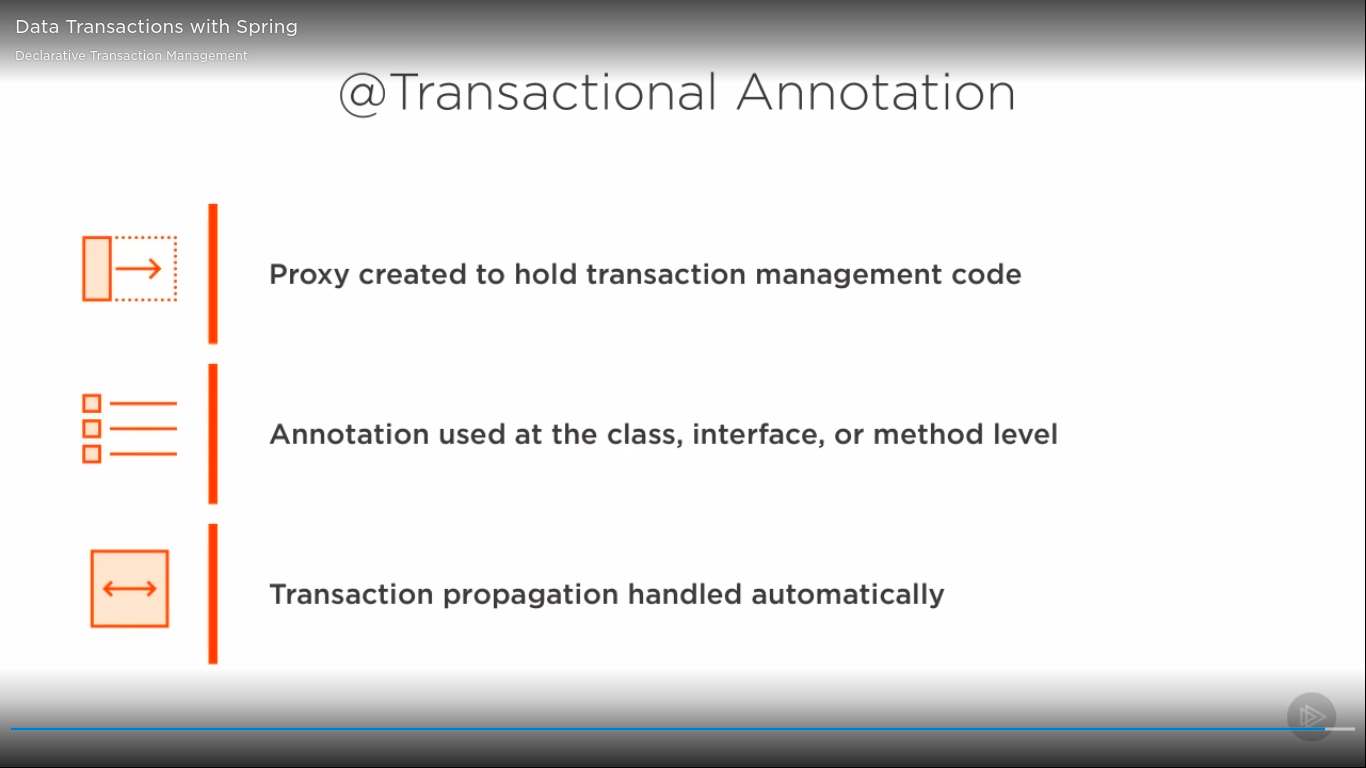 Data Transactions with Spring
Declarative Transaction Management
@Transactional Annotation
Proxy created to hold transaction management code
Annotation used at the class, interface, or method level
Transaction propagation handled automatically